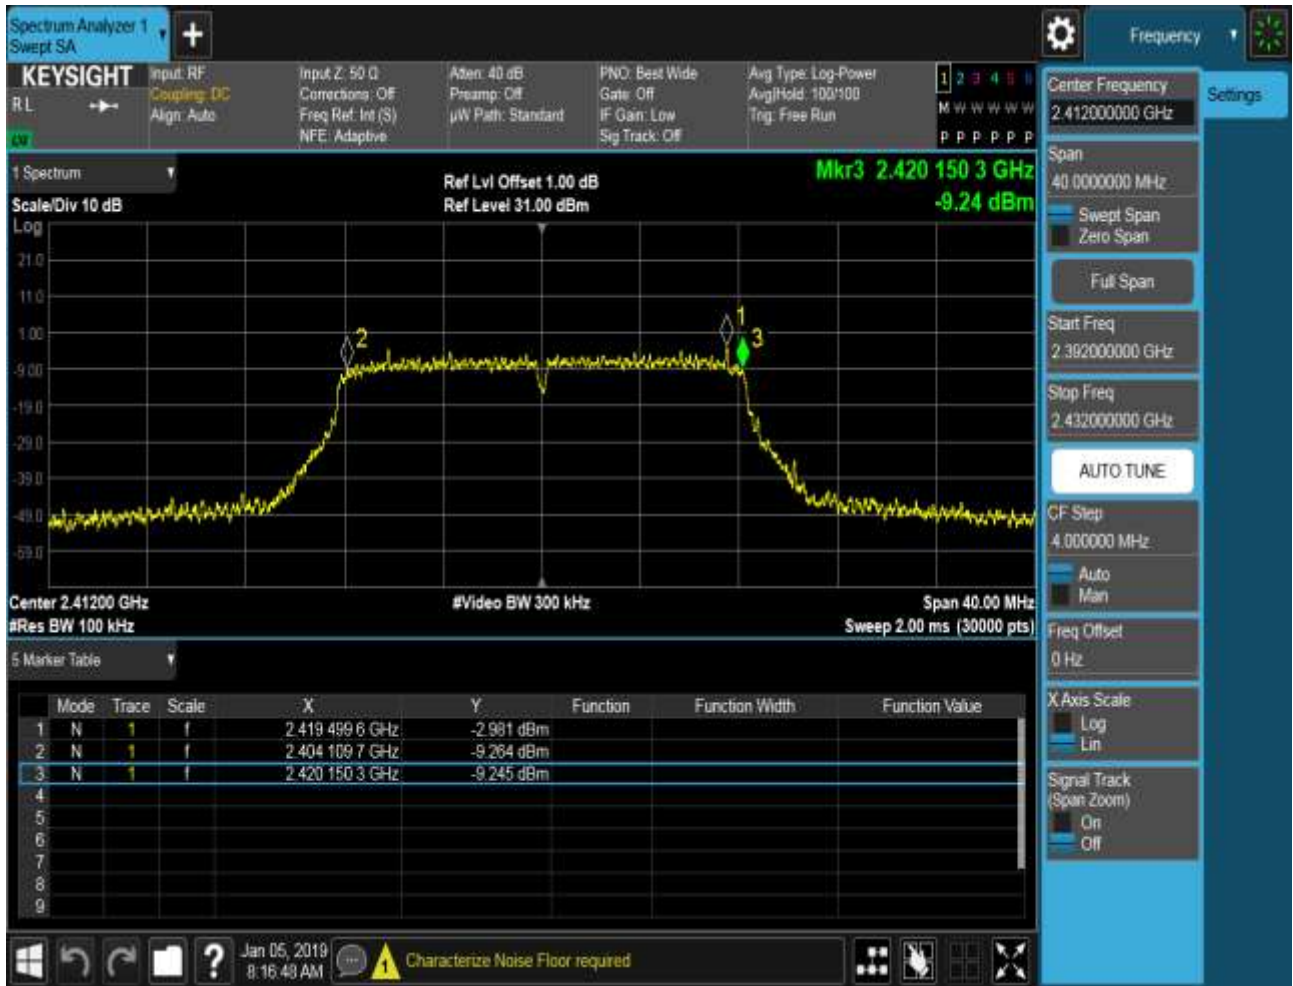 Spectrum Analyzer 1
Swept SA
Frequency
KEYSIGHT
RL
Input: RF
Coupling: DC
Align: Auto
Input Z: 50 Ω
Corrections: Off
Freq Ref: Int (S)
NFE: Adaptive
Atten: 40 dB
Preamp: Off
µW Path: Standard
PNO: Best Wide
Gate: Off
IF Gain: Low
Sig Track: Off
Avg Type: Log-Power
Avg|Hold: 100/100
Trig: Free Run
1 2 3 4 5 6
M W W W W W
P P P P P P
1 Spectrum
Scale/Div 10 dB
Ref Lvl Offset 1.00 dB
Ref Level 31.00 dBm
Mkr3 2.420 150 3 GHz
-9.24 dBm
Log
21.0
11.0
1.00
-9.00
-19.0
-29.0
-39.0
-49.0
-59.0
2
1
3
Center 2.41200 GHz
#Video BW 300 kHz
Span 40.00 MHz
#Res BW 100 kHz
Sweep 2.00 ms (30000 pts)
5 Marker Table
Mode Trace Scale X Y Function Function Width Function Value
1 N 1 f 2.419 499 6 GHz -2.981 dBm
2 N 1 f 2.404 109 7 GHz -9.264 dBm
3 N 1 f 2.420 150 3 GHz -9.245 dBm
4
5
6
7
8
9
Jan 05, 2019
8:16:48 AM
1
Characterize Noise Floor required
Center Frequency
2.412000000 GHz
Settings
Span
40.0000000 MHz
Swept Span
Zero Span
Full Span
Start Freq
2.392000000 GHz
Stop Freq
2.432000000 GHz
AUTO TUNE
CF Step
4.000000 MHz
Auto
Man
Freq Offset
0 Hz
X Axis Scale
Log
Lin
Signal Track
(Span Zoom)
On
Off